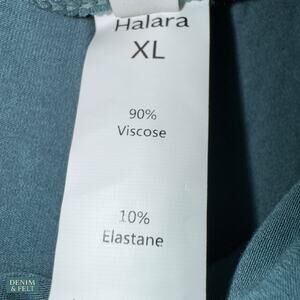 Halara
XL
90%
Viscose
10%
Elastane
DENIM
& FELT